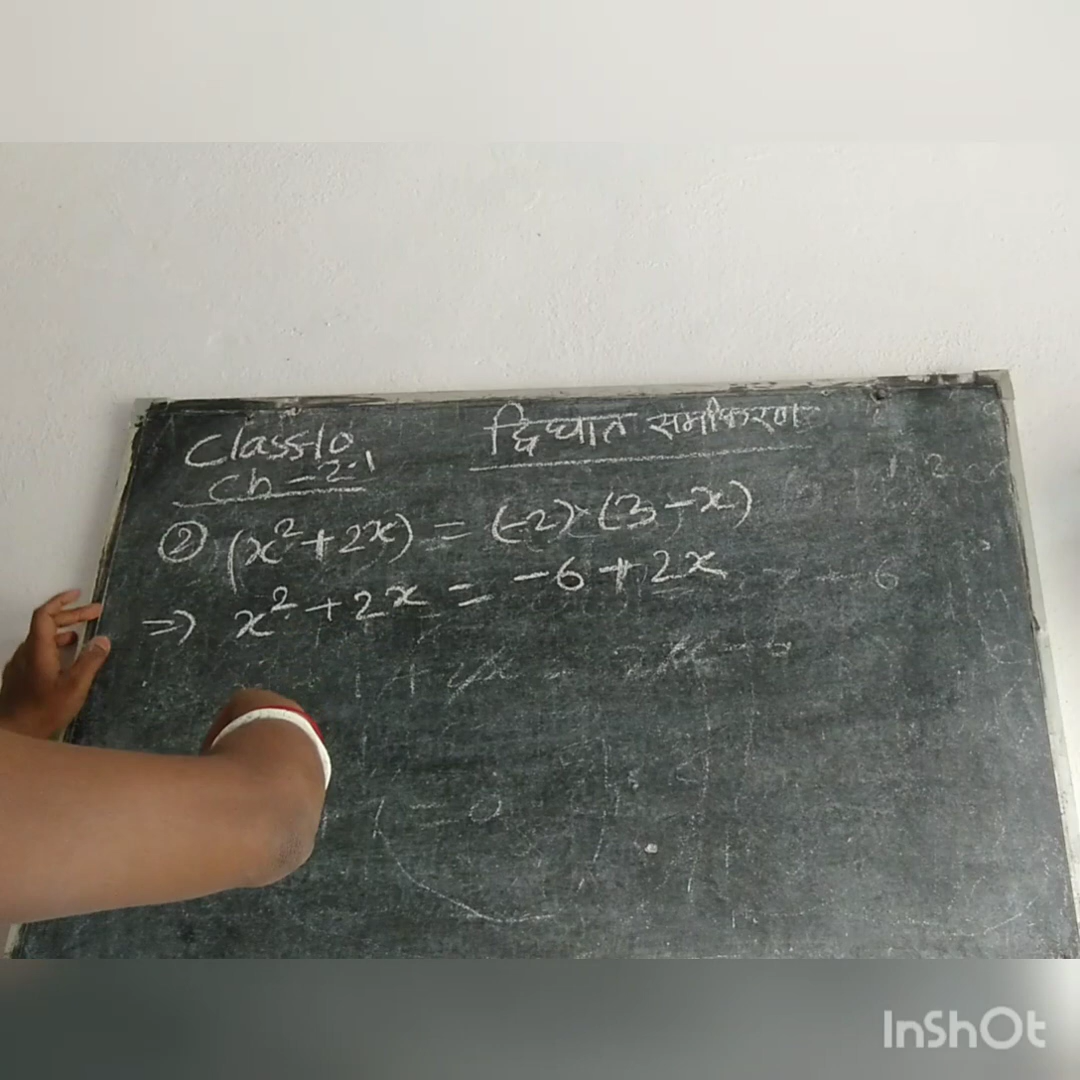 Class-10
Ch - 2.1
द्विघात समीकरण
② (x² + 2x) = (-2) (3 - x)
⇒ x² + 2x = -6 + 2x
InShOt